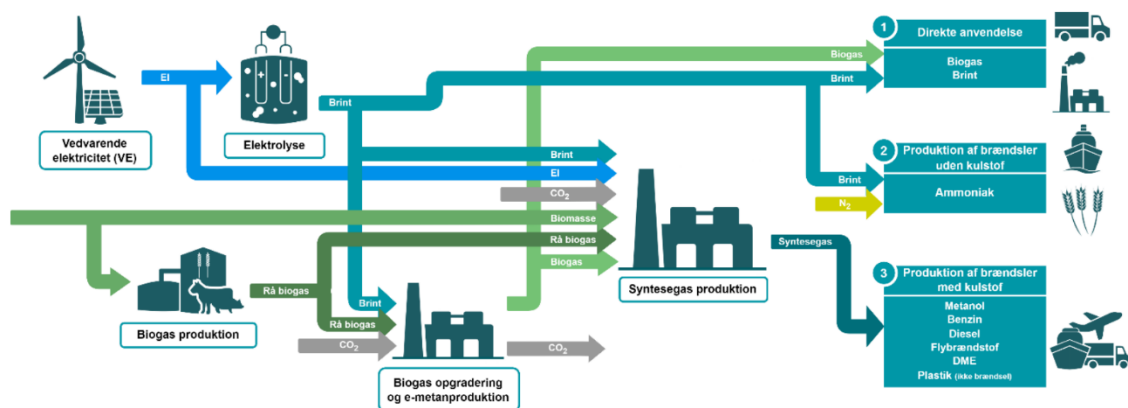 1
Direkte anvendelse
Biogas
Biogas
Brint
Brint
El
Brint
Vedvarende
elektricitet (VE)
Elektrolyse
2
Produktion af brændsler
uden kulstof
Brint
Brint
El
CO₂
N₂
Ammoniak
Biomasse
Rå biogas
Syntesegas
Biogas
3
Produktion af brændsler
med kulstof
Syntesegas produktion
Rå biogas
Brint
Rå biogas
Biogas produktion
CO₂
CO₂
Metanol
Benzin
Diesel
Flybrændstof
DME
Plastik (ikke brændsel)
Biogas opgradering
og e-metanproduktion